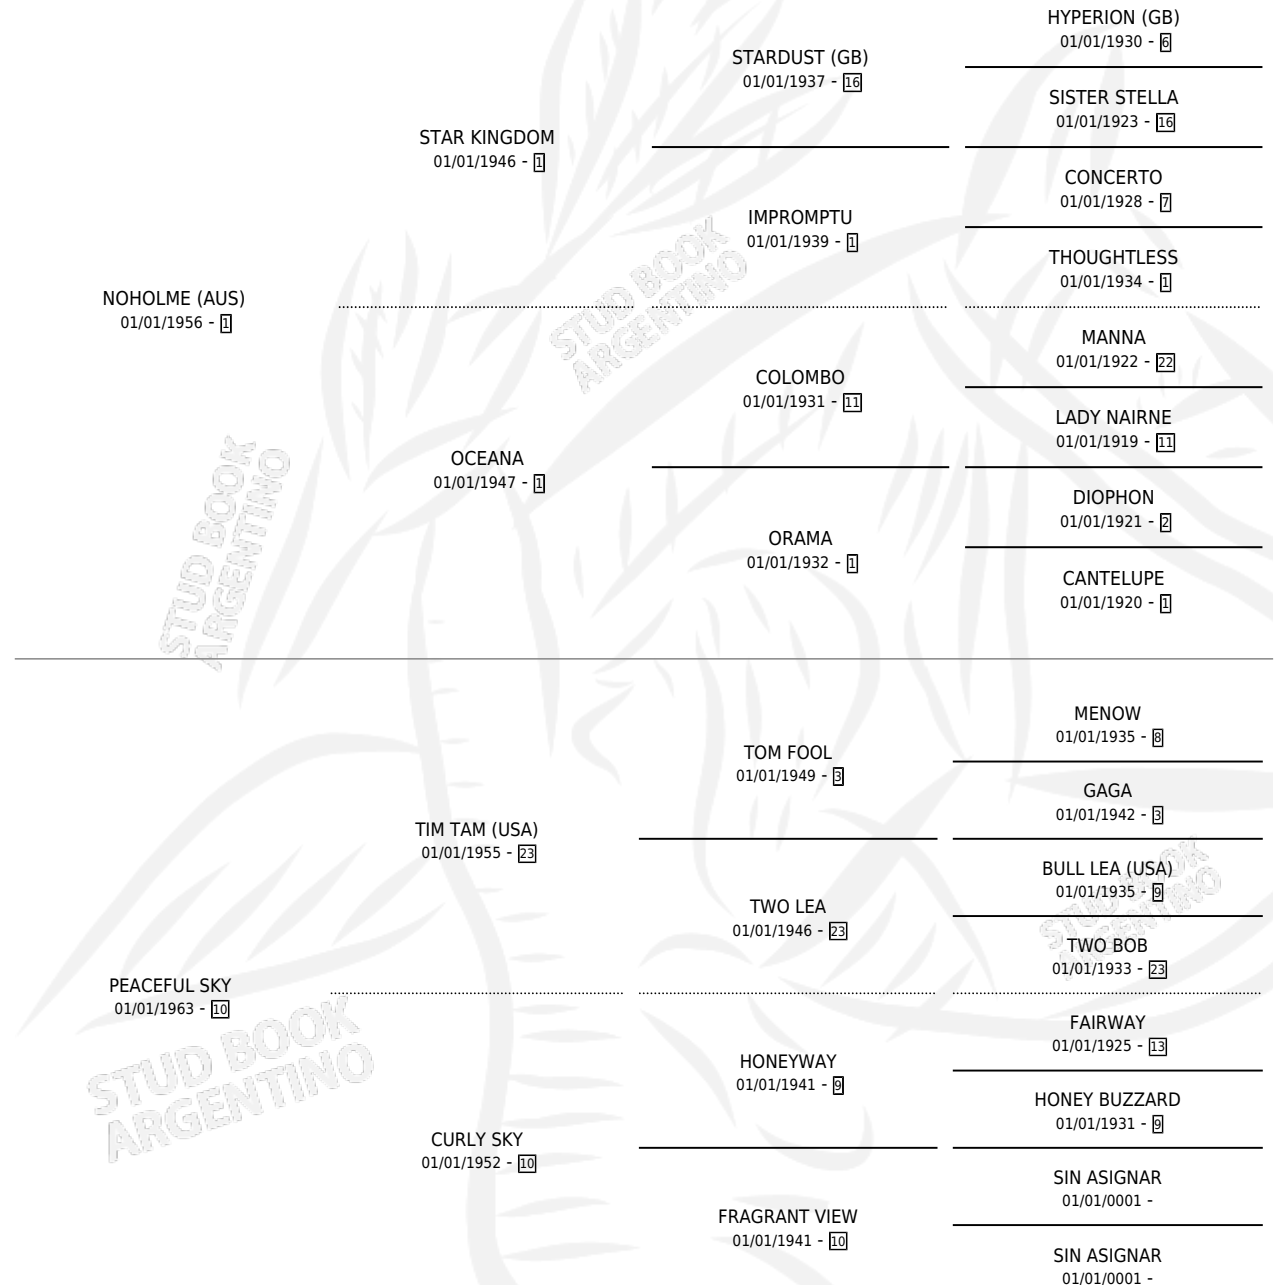 HYPERION (GB)
01/01/1930 - 6
STARDUST (GB)
01/01/1937 - 16
SISTER STELLA
01/01/1923 - 16
STAR KINGDOM
01/01/1946 - 1
CONCERTO
01/01/1928 - 7
IMPROMPTU
01/01/1939 - 1
THOUGHTLESS
01/01/1934 - 1
NOHOLME (AUS)
01/01/1956 - 1
MANNA
01/01/1922 - 22
COLOMBO
01/01/1931 - 11
LADY NAIRNE
01/01/1919 - 11
OCEANA
01/01/1947 - 1
DIOPHON
01/01/1921 - 2
ORAMA
01/01/1932 - 1
CANTELUPE
01/01/1920 - 1
MENOW
01/01/1935 - 8
TOM FOOL
01/01/1949 - 3
GAGA
01/01/1942 - 3
TIM TAM (USA)
01/01/1955 - 23
BULL LEA (USA)
01/01/1935 - 9
TWO LEA
01/01/1946 - 23
TWO BOB
01/01/1933 - 23
PEACEFUL SKY
01/01/1963 - 10
FAIRWAY
01/01/1925 - 13
HONEYWAY
01/01/1941 - 9
HONEY BUZZARD
01/01/1931 - 9
CURLY SKY
01/01/1952 - 10
SIN ASIGNAR
01/01/0001 -
FRAGRANT VIEW
01/01/1941 - 10
SIN ASIGNAR
01/01/0001 -
STUD BOOK
ARGENTINO
STUD BOOK
ARGENTINO
STUD BOOK
ARGENTINO
STUD BOOK
ARGENTINO